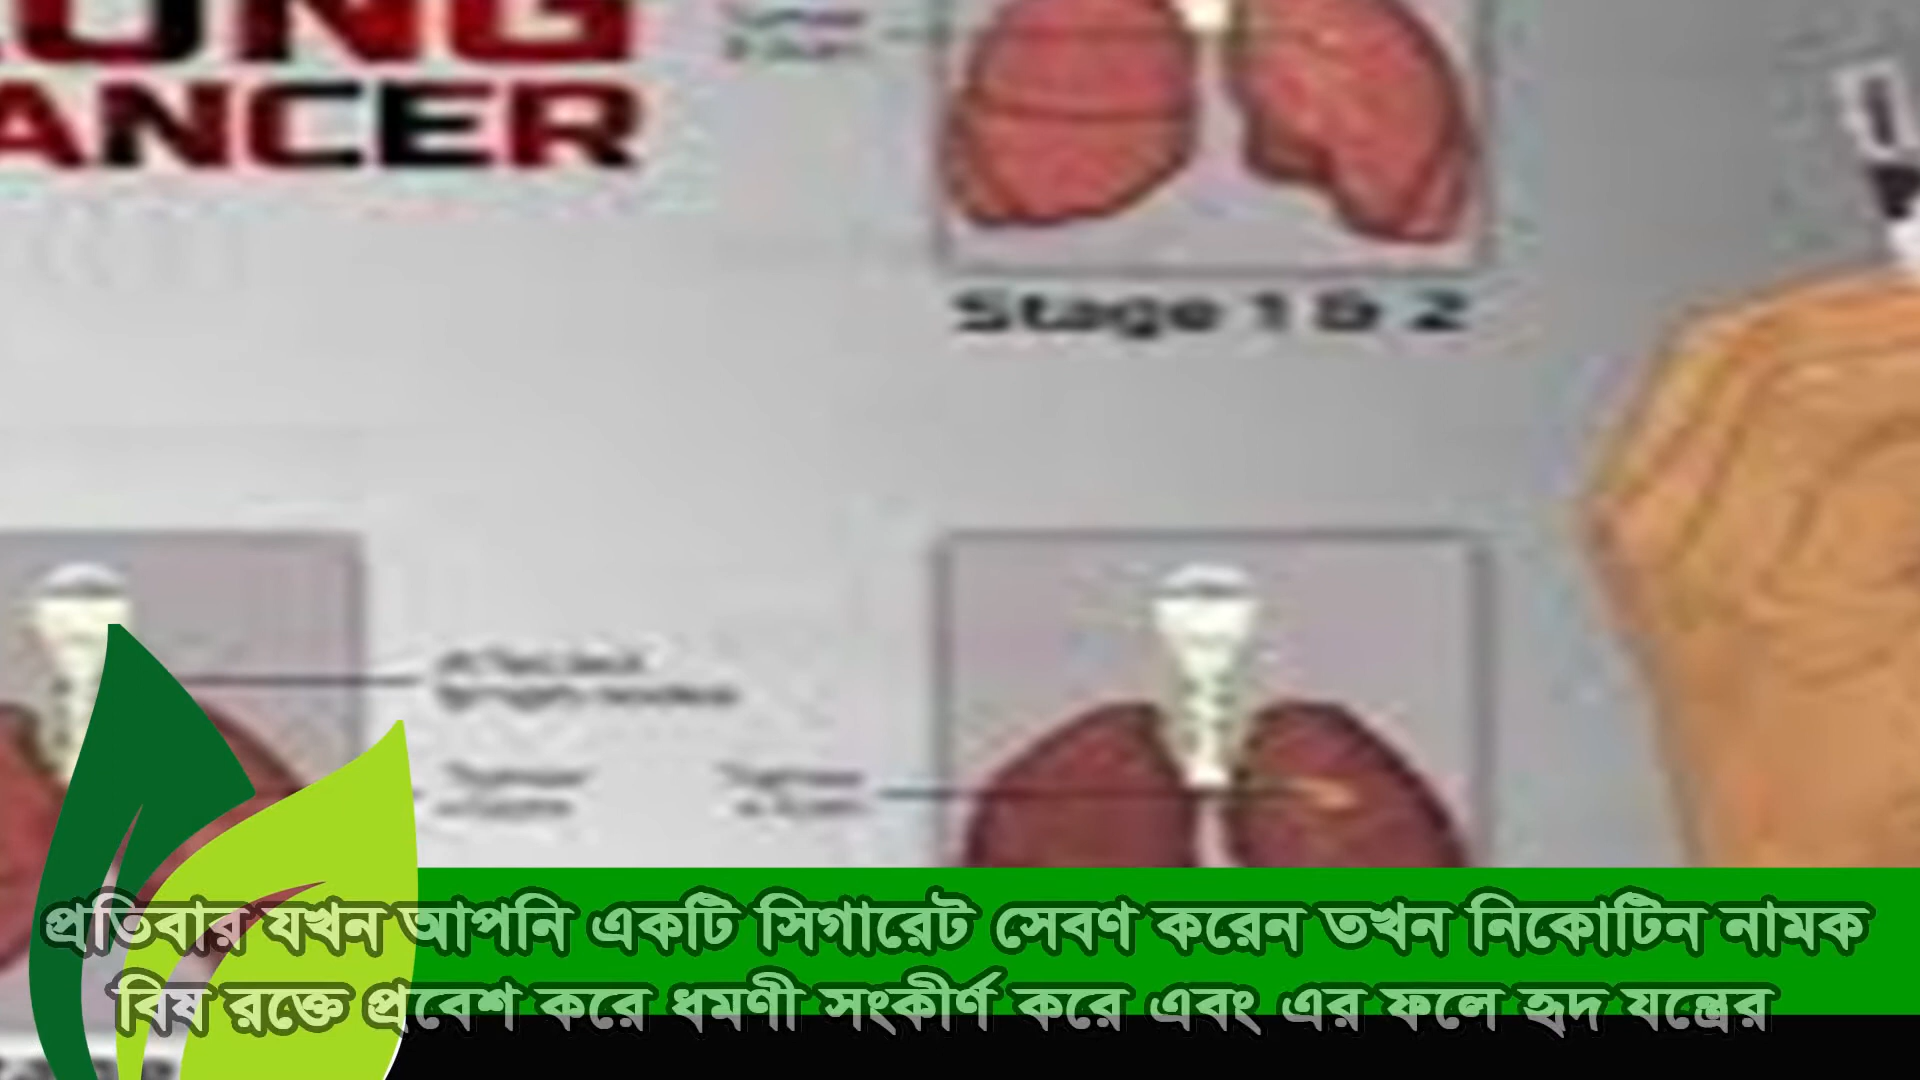 UNG
ANCER
Stage 1 & 2
প্রতিবার যখন আপনি একটি সিগারেট সেবণ করেন তখন নিকোটিন নামক
বিষ রক্তে প্রবেশ করে ধমণী সংকীর্ণ করে এবং এর ফলে হৃদ যন্ত্রের